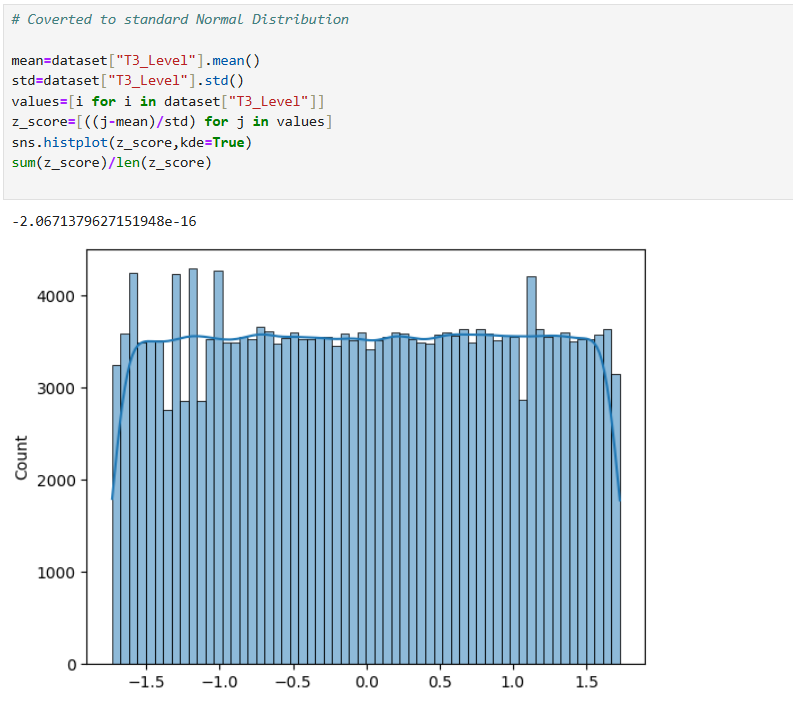 # Coverted to standard Normal Distribution
mean=dataset["T3_Level"].mean()
std=dataset["T3_Level"].std()
values=[i for i in dataset["T3_Level"]]
z_score=[((j-mean)/std) for j in values]
sns.histplot(z_score,kde=True)
sum(z_score)/len(z_score)
-2.0671379627151948e-16
4000
3000
2000
1000
0
Count
−1.5 −1.0 −0.5 0.0 0.5 1.0 1.5